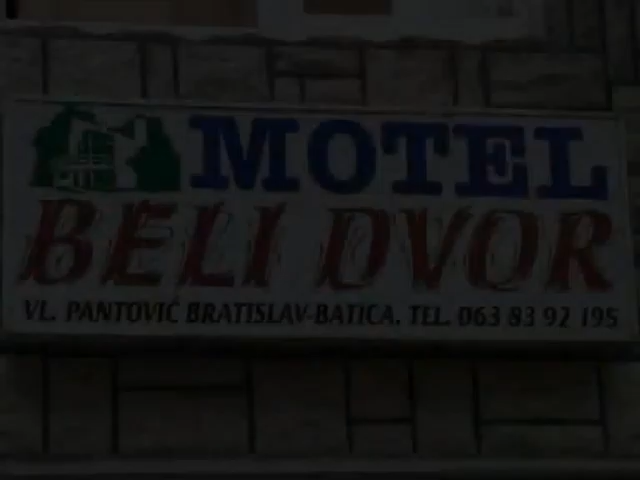 MOTEL
BELI DVOR
VL. PANTOVIĆ BRATISLAV-BATICA. TEL. 063 83 92 195